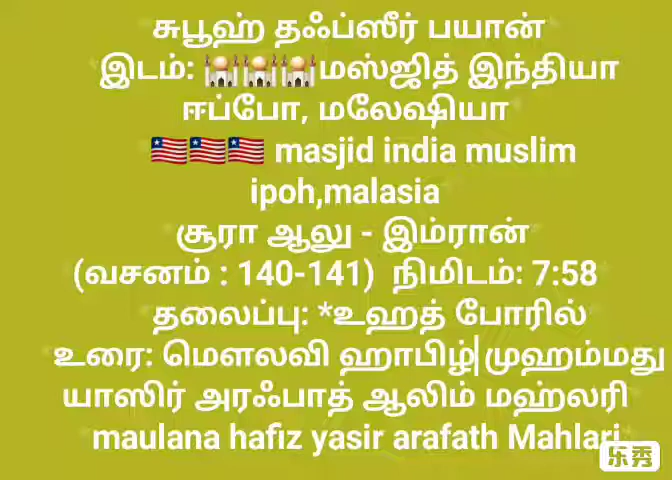 சுபூஹ் தஃப்ஸீர் பயான்
இடம்: 🕌🕌🕌மஸ்ஜித் இந்தியா
ஈப்போ, மலேஷியா
🇱🇷🇱🇷🇱🇷 masjid india muslim
ipoh,malasia
சூரா ஆலு - இம்ரான்
(வசனம் : 140-141) நிமிடம்: 7:58
தலைப்பு: *உஹத் போரில்
உரை: மௌலவி ஹாபிழ்|முஹம்மது
யாஸிர் அரஃபாத் ஆலிம் மஹ்லரி
maulana hafiz yasir arafath Mahlari
乐秀